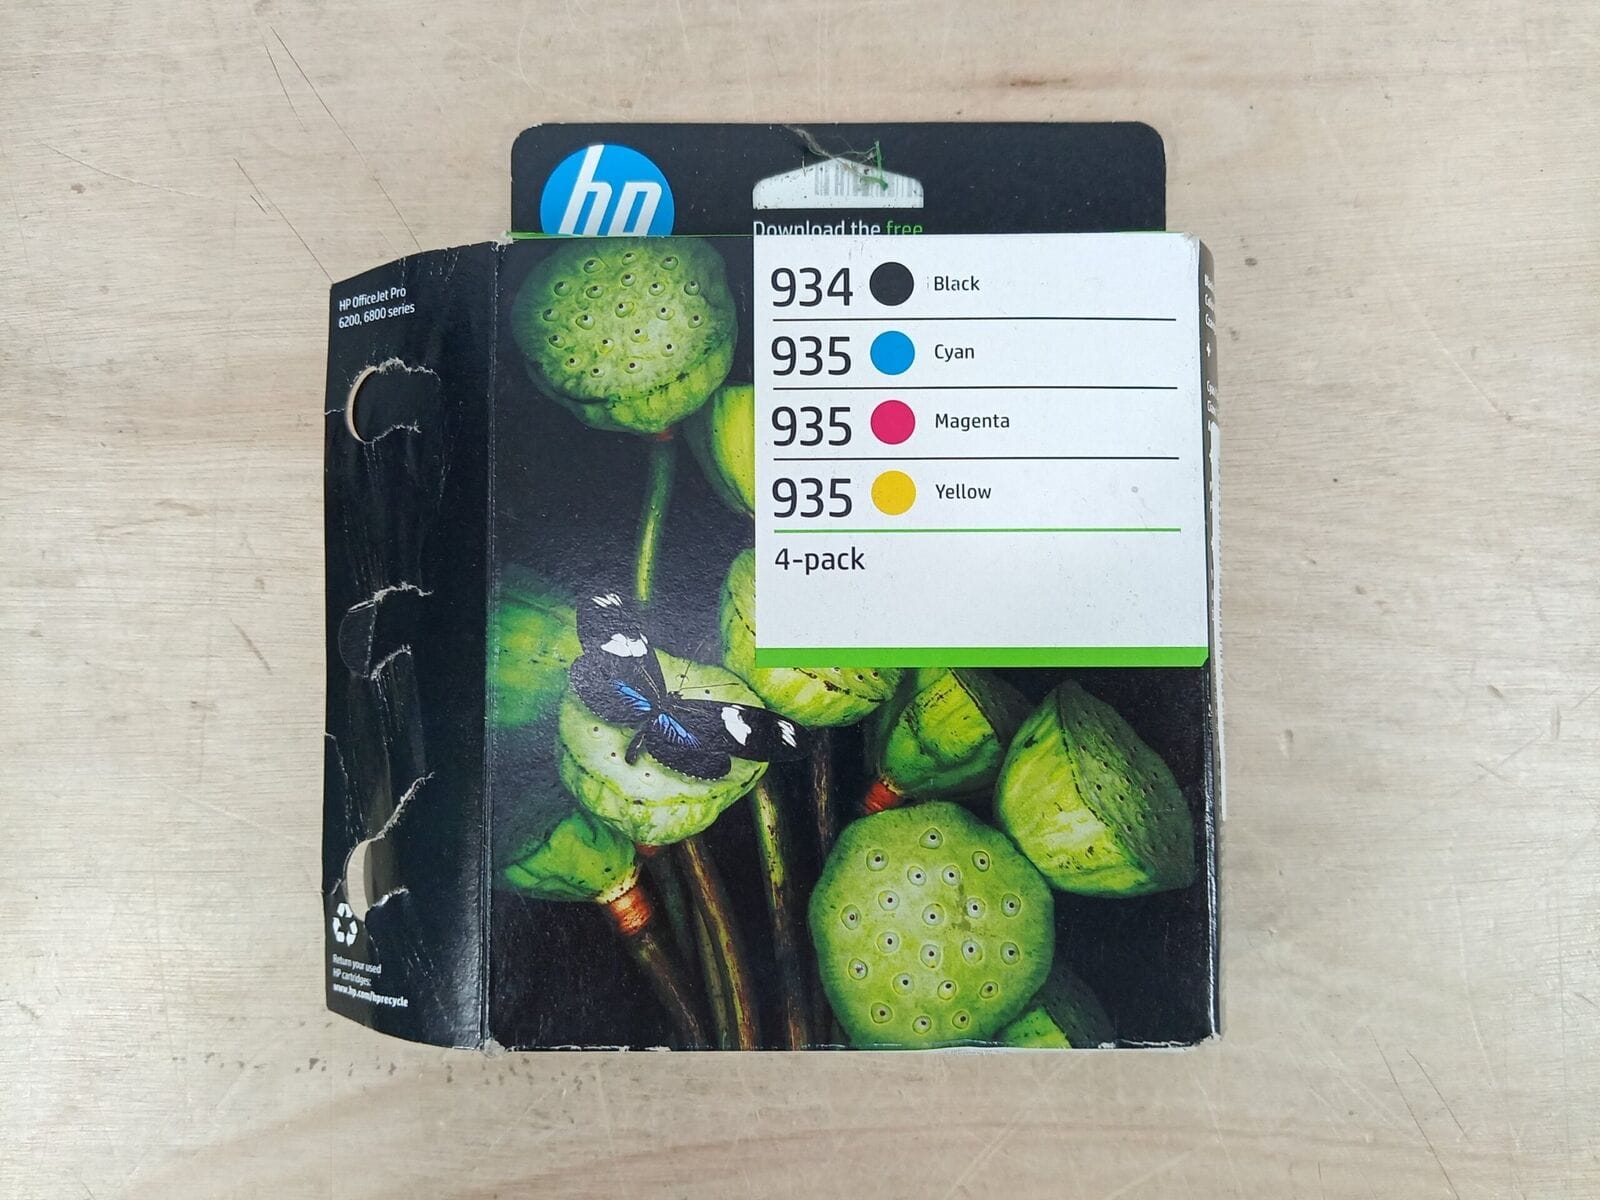 hp
Download the free
934 Black
935 Cyan
935 Magenta
935 Yellow
4-pack
HP OfficeJet Pro
6200, 6800 series
Return your used
HP cartridges:
www.hp.com/hprecycle